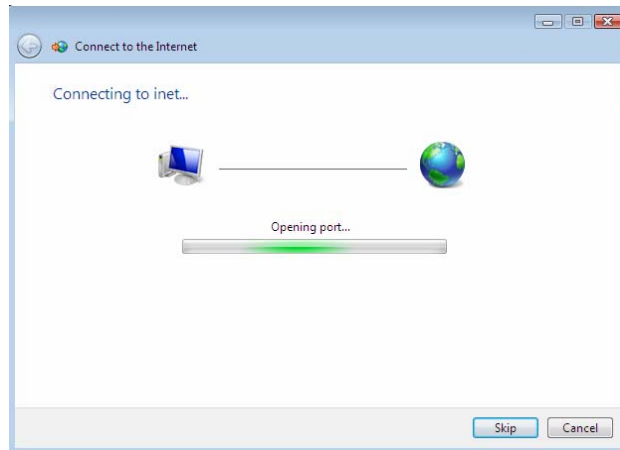 Connect to the Internet
Connecting to inet...
Opening port...
Skip Cancel